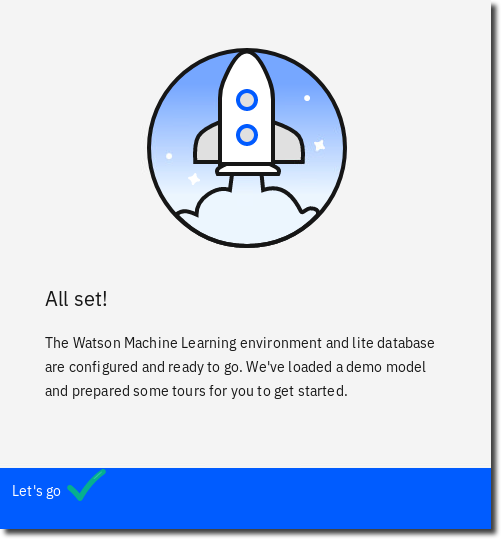 All set!
The Watson Machine Learning environment and lite database
are configured and ready to go. We've loaded a demo model
and prepared some tours for you to get started.
Let's go